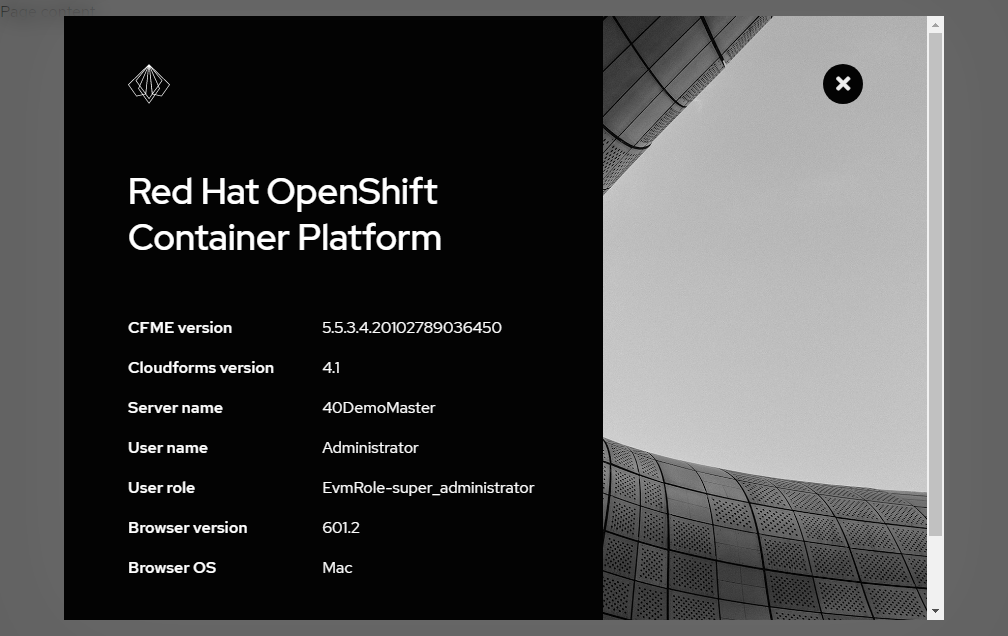 Page content
Red Hat OpenShift
Container Platform
CFME version 5.5.3.4.20102789036450
Cloudforms version 4.1
Server name 40DemoMaster
User name Administrator
User role EvmRole-super_administrator
Browser version 601.2
Browser OS Mac